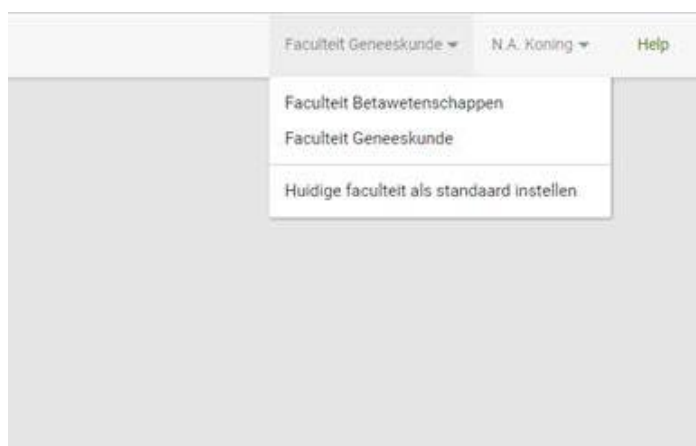 Faculteit Geneeskunde N.A. Koning Help
Faculteit Betawetenschappen
Faculteit Geneeskunde
Huidige faculteit als standaard instellen